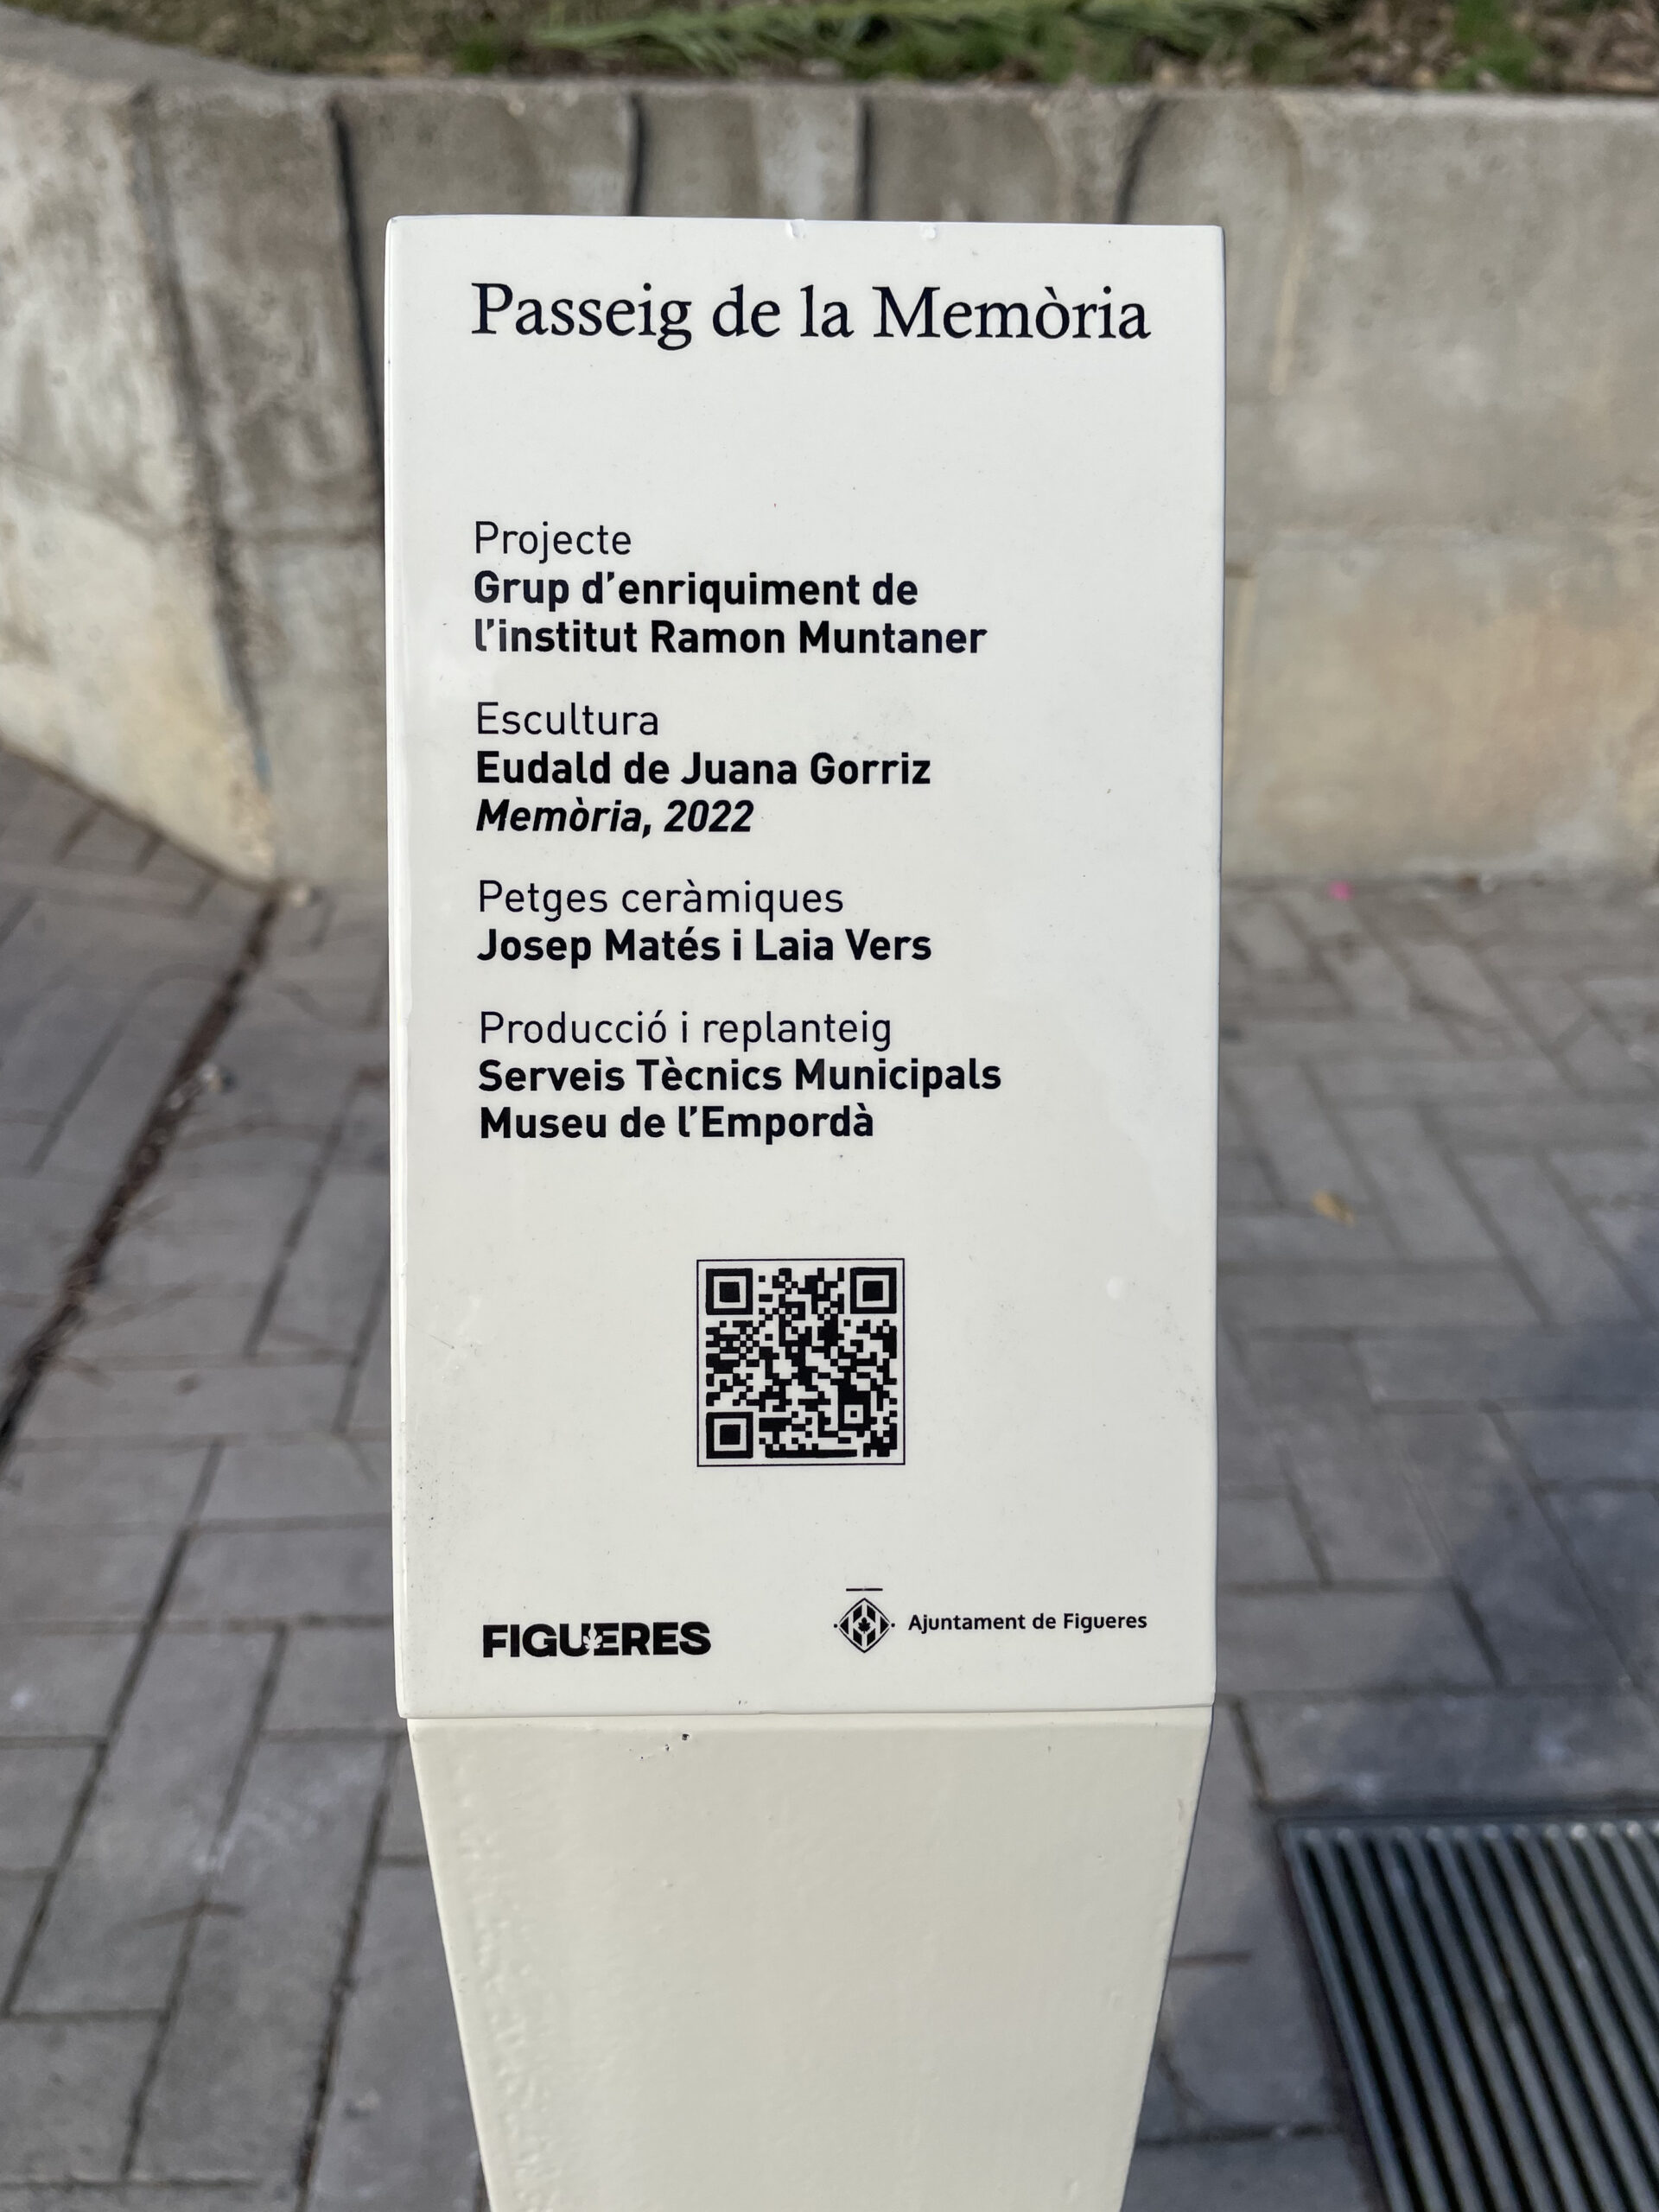 Passeig de la Memòria
Projecte
Grup d’enriquiment de
l’institut Ramon Muntaner
Escultura
Eudald de Juana Gorriz
Memòria, 2022
Petges ceràmiques
Josep Matés i Laia Vers
Producció i replanteig
Serveis Tècnics Municipals
Museu de l’Empordà
FIGUERES
Ajuntament de Figueres